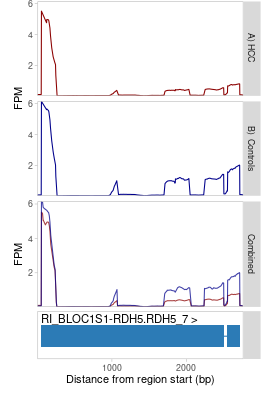 6
4
2
FPM
A) HCC
6
4
2
B) Controls
6
4
2
FPM
Combined
RI_BLOC1S1-RDH5.RDH5_7 >
1000 2000
Distance from region start (bp)